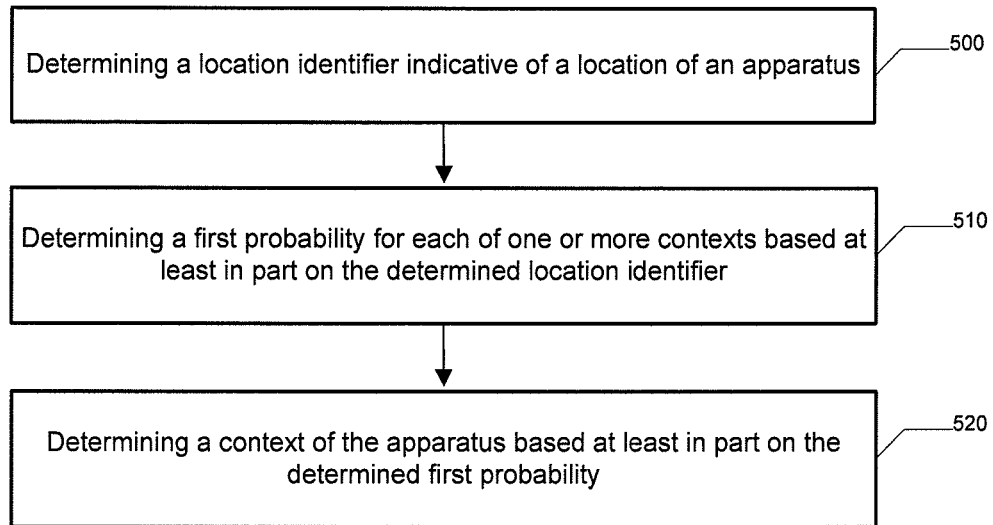 Determining a location identifier indicative of a location of an apparatus
500
Determining a first probability for each of one or more contexts based at
least in part on the determined location identifier
510
Determining a context of the apparatus based at least in part on the
determined first probability
520